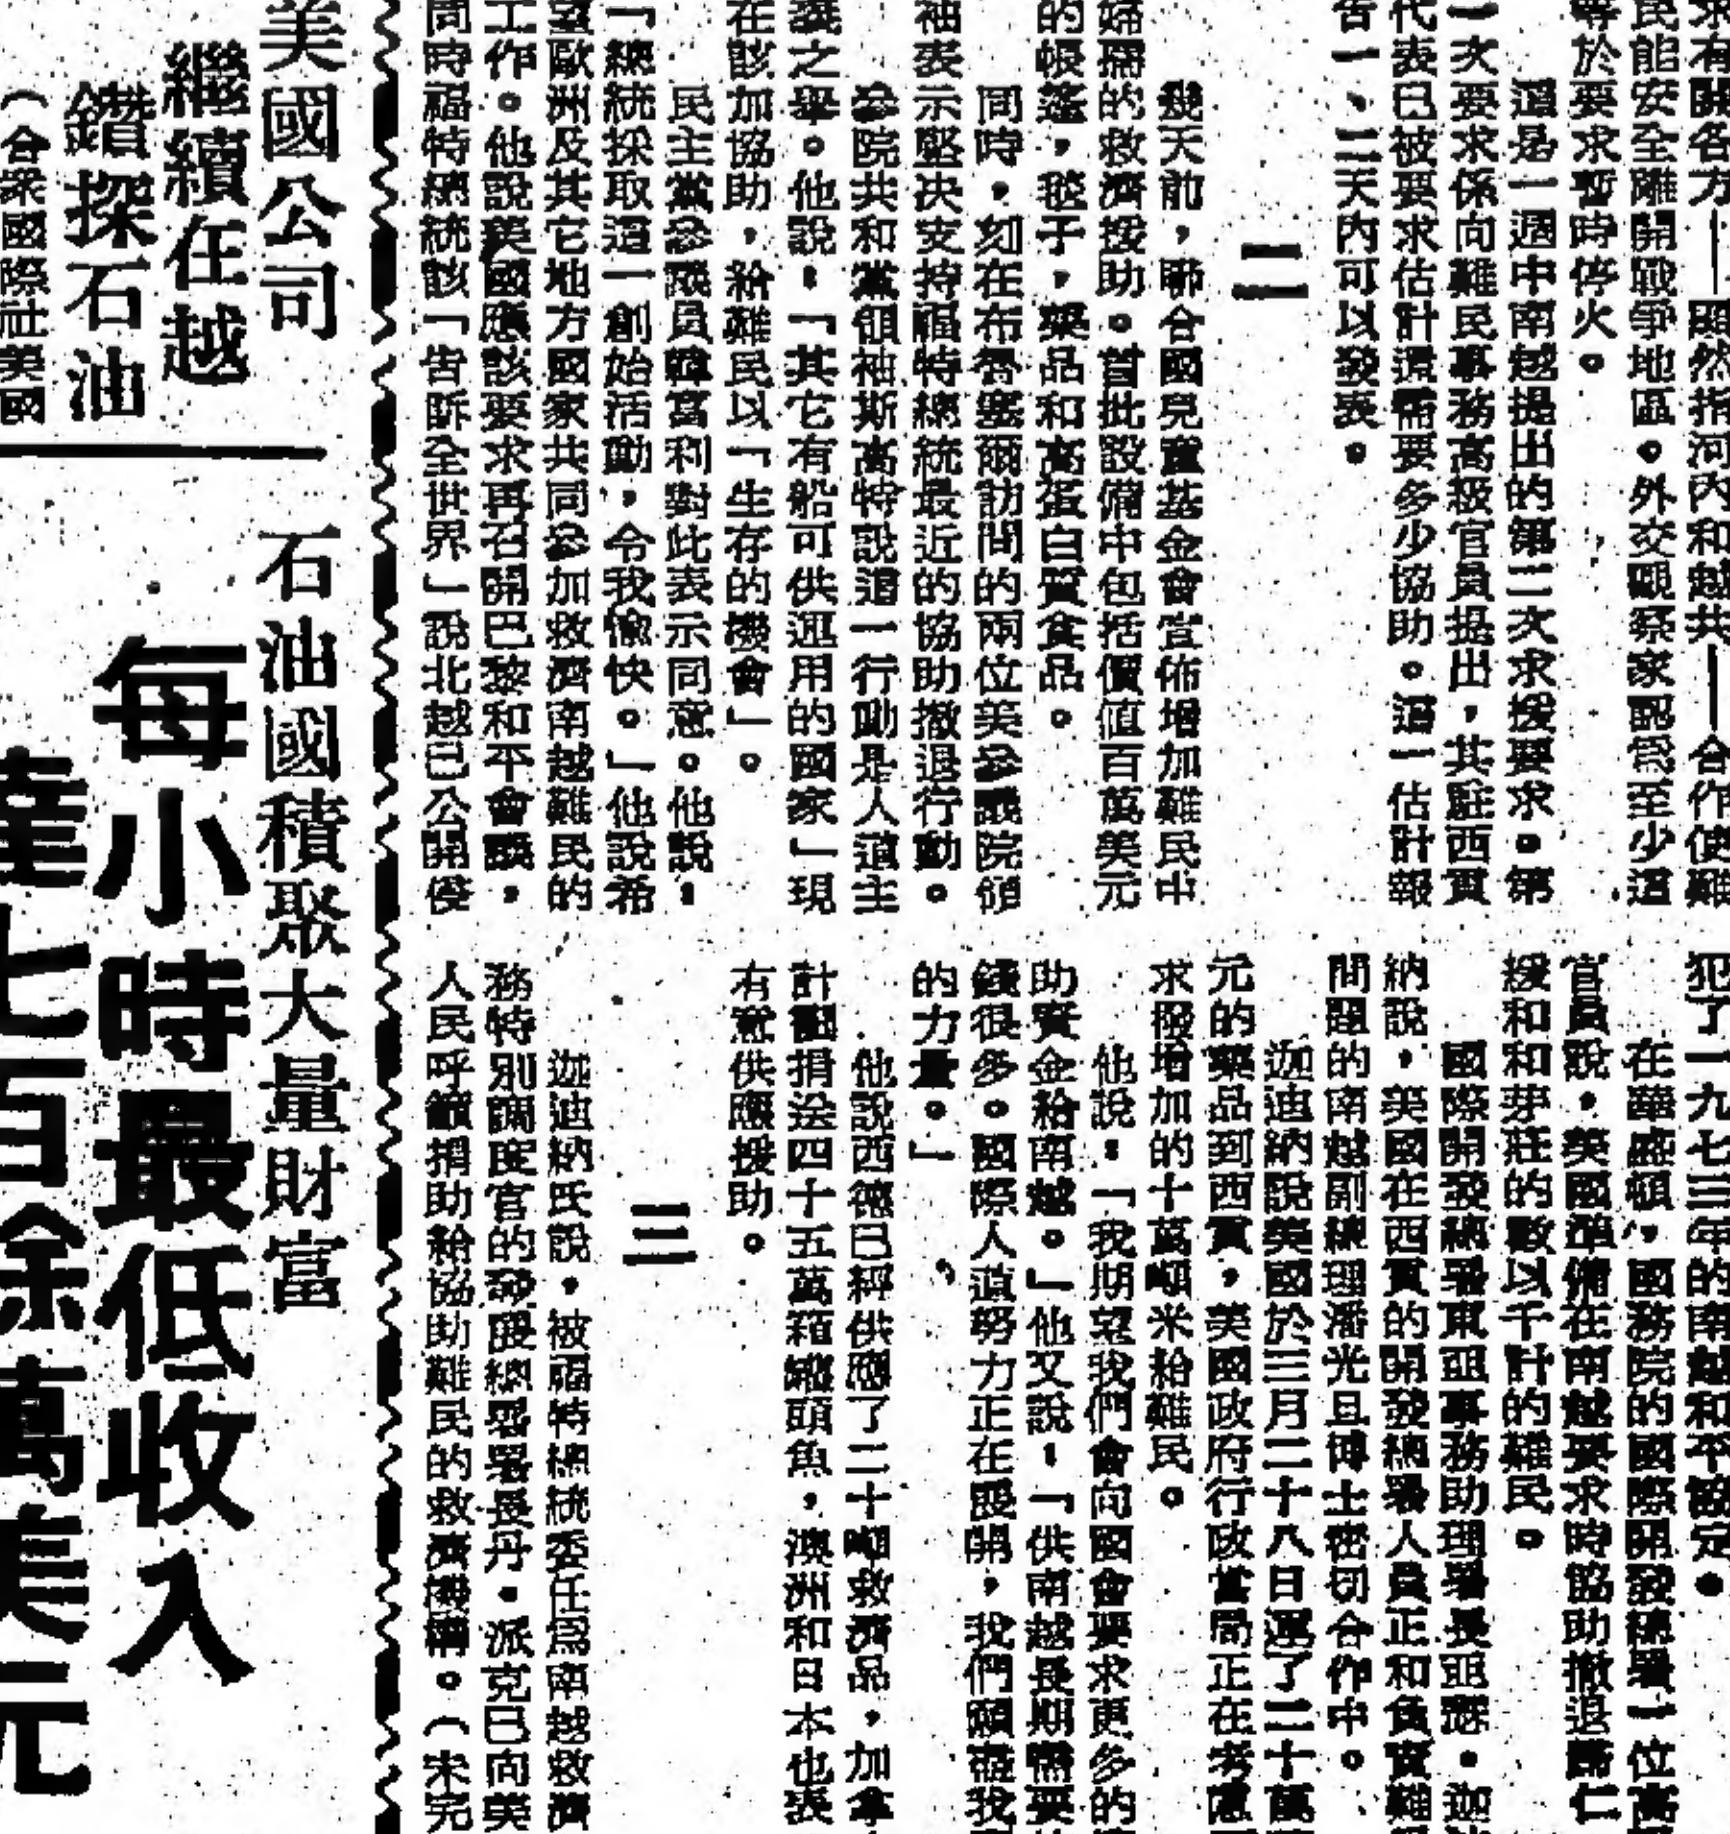 求有關各方——顯然指河內和越共——合作使難
民能安全離開戰爭地區。外交觀察家認爲至少這
等於要求暫時停火。
這是一週中南越提出的第二次求援要求。第
一次要求係向難民事務高級官員提出，其駐西貢
代表已被要求估計還需要多少協助。這一估計報
告一、二天內可以發表。
二
幾天前，聯合國兒童基金會宣佈增加難民中
婦孺的救濟援助。首批設備中包括價值百萬美元
的帳篷，毯子，藥品和高蛋白質食品。
同時，刻在布魯塞爾訪問的兩位美參議院領
袖表示堅決支持福特總統最近的協助撤退行動。
參院共和黨領袖斯高特說這一行動是人道主
義之舉。他說：「其它有船可供運用的國家」現
在該加協助，給難民以「生存的機會」。
民主黨參議員韓富利對此表示同意。他說：
「總統採取這一創始活動，令我愉快。」他說希
望歐洲及其它地方國家共同參加救濟南越難民的
工作。他說美國應該要求再召開巴黎和平會議，
同時福特總統該「告訴全世界」說北越已公開侵
犯了一九七三年的南越和平協定。
在華盛頓，國務院的國際開發總署一位高
官員說，美國準備在南越要求時協助撤退 仁
援和和芽莊的數以千計的難民。
國際開發總署東亞事務助理署長亞 ・迦
納說，美國在西貢的開發總署人員正和負責難
問題的南越副總理潘光旦博士密切合作中。
迦迪納說美國於三月二十八日運了二十萬
元的藥品到西貢，美國政府行政當局正在考慮
求撥增加的十萬噸米給難民。
他說：「我期望我們會向國會要求更多的
助資金給南越。」他又說：「供南越長期需要
錢很多。國際人道努力正在展開，我們願盡我
的力量。」
他說西德已經供應了二十噸救濟品，加拿
計劃捐送四十五萬箱罐頭魚，澳洲和日本也表
有意供應援助。
三
迦迪納氏說，被福特總統委任爲南越救濟
務特別調度官的發展總署署長丹・派克已向美
人民呼籲捐助給協助難民的救濟機構。（未完
美國公司
繼續在越
鑽探石油
（合衆國際社美國
石油國積聚大量財富
每小時最低收入
達七百餘萬美元